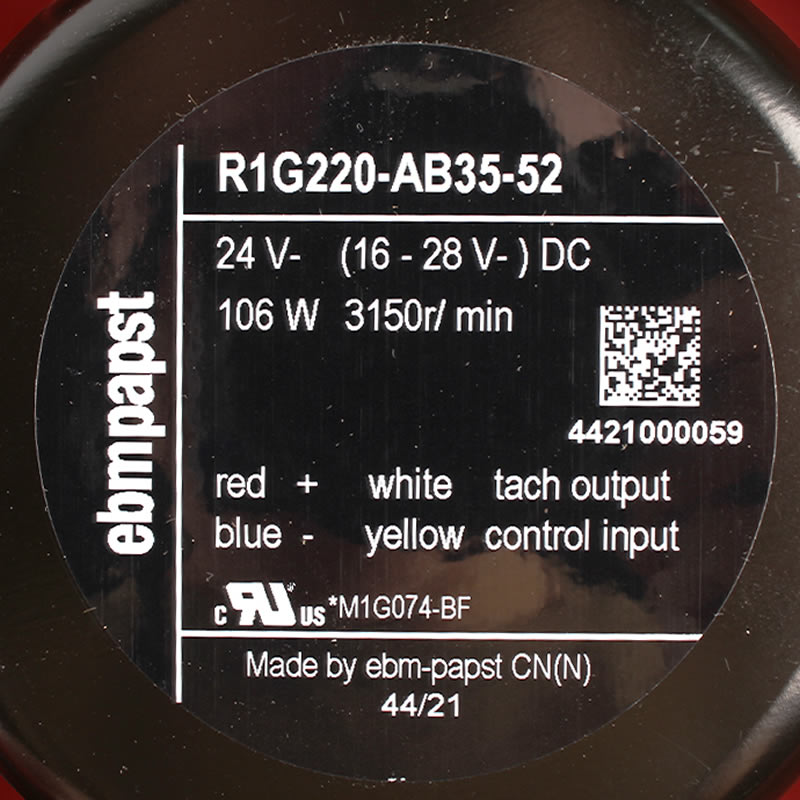 R1G220-AB35-52
24 V- (16 - 28 V- ) DC
106 W 3150r/ min
4421000059
ebmpapst
red + white tach output
blue - yellow control input
c RU us *M1G074-BF
Made by ebm-papst CN(N)
44/21